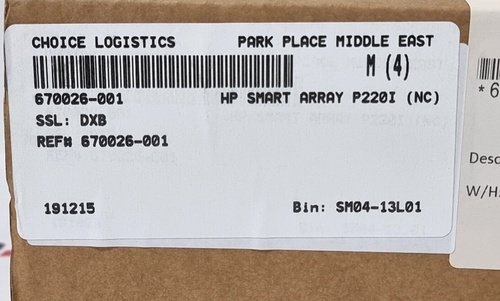 CHOICE LOGISTICS PARK PLACE MIDDLE EAST
M (4)
670026-001 HP SMART ARRAY P220I (NC)
SSL: DXB
REF# 670026-001
191215 Bin: SM04-13L01
* 6
Desc
W/H